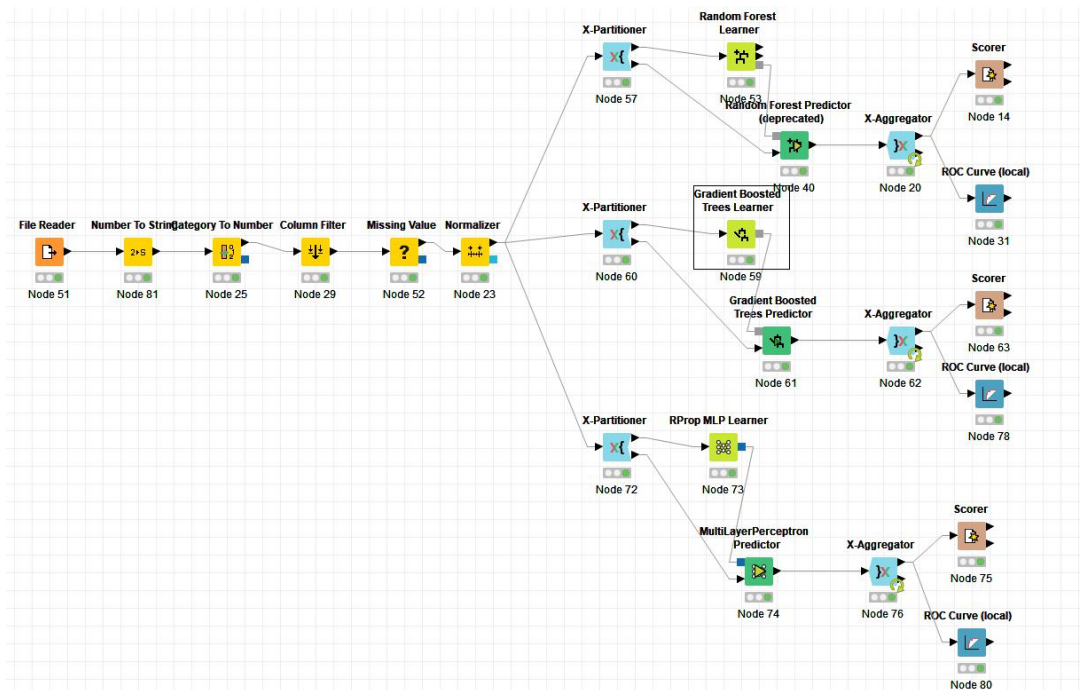 File Reader
Node 51
Number To String
Node 81
Category To Number
Node 25
Column Filter
Node 29
Missing Value
?
Node 52
Normalizer
Node 23
X-Partitioner
X{
Node 57
Random Forest
Learner
Node 53
Random Forest Predictor
(deprecated)
Node 40
X-Aggregator
}X
Node 20
Scorer
Node 14
ROC Curve (local)
Node 31
X-Partitioner
X{
Node 60
Gradient Boosted
Trees Learner
Node 59
Gradient Boosted
Trees Predictor
Node 61
X-Aggregator
}X
Node 62
Scorer
Node 63
ROC Curve (local)
Node 78
X-Partitioner
X{
Node 72
RProp MLP Learner
Node 73
MultiLayerPerceptron
Predictor
Node 74
X-Aggregator
}X
Node 76
Scorer
Node 75
ROC Curve (local)
Node 80